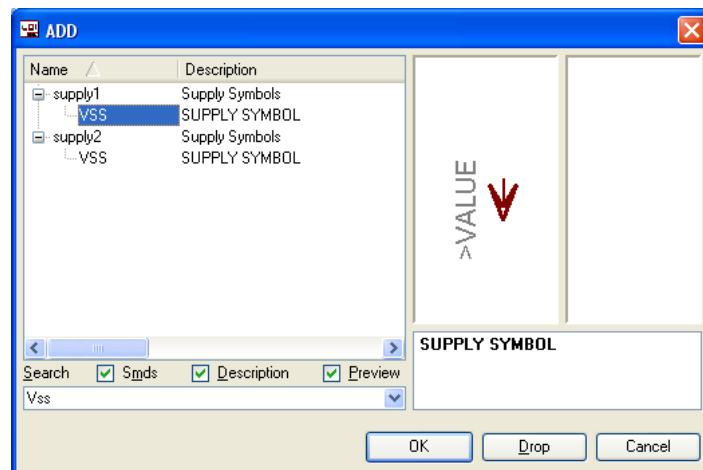 ADD
Name Description
supply1 Supply Symbols
VSS SUPPLY SYMBOL
supply2 Supply Symbols
VSS SUPPLY SYMBOL
>VALUE
SUPPLY SYMBOL
Search Smds Description Preview
Vss
OK Drop Cancel